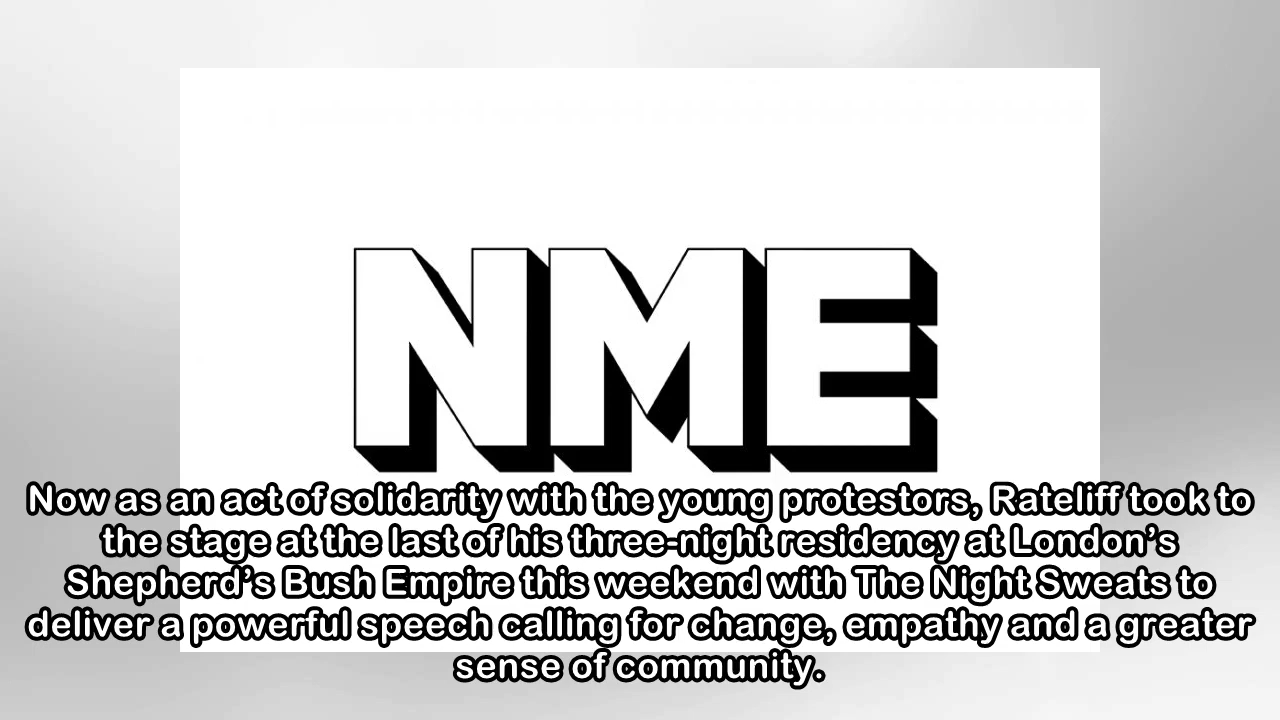 NME
Now as an act of solidarity with the young protestors, Rateliff took to
the stage at the last of his three-night residency at London’s
Shepherd’s Bush Empire this weekend with The Night Sweats to
deliver a powerful speech calling for change, empathy and a greater
sense of community.